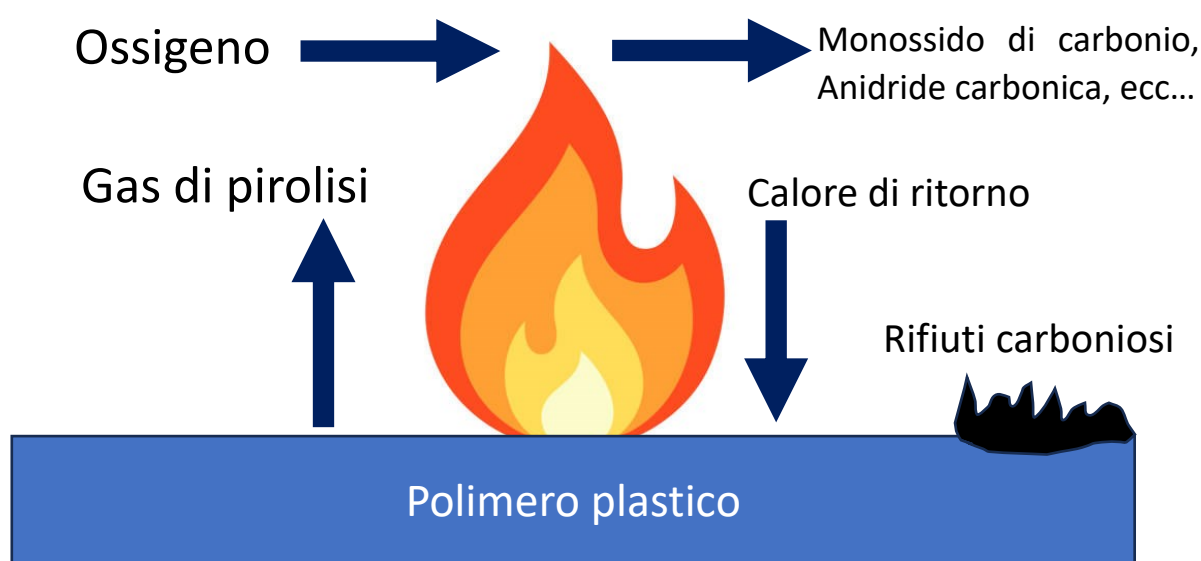 Ossigeno
Monossido di carbonio,
Anidride carbonica, ecc...
Gas di pirolisi
Calore di ritorno
Rifiuti carboniosi
Polimero plastico